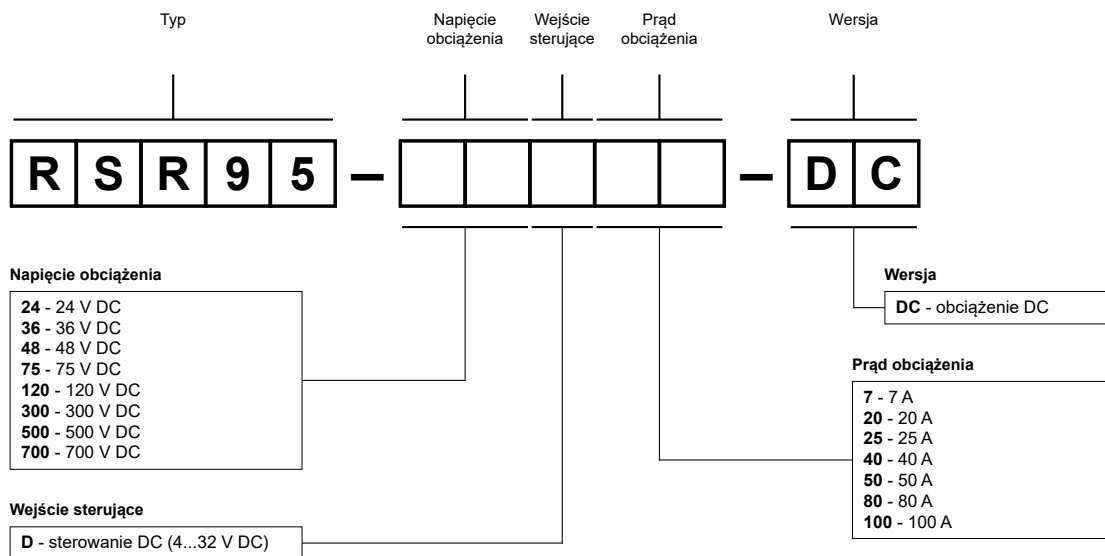 Typ
Napięcie
obciążenia
Wejście
sterujące
Prąd
obciążenia
Wersja
R S R 9 5 – – D C
Napięcie obciążenia
24 - 24 V DC
36 - 36 V DC
48 - 48 V DC
75 - 75 V DC
120 - 120 V DC
300 - 300 V DC
500 - 500 V DC
700 - 700 V DC
Wejście sterujące
D - sterowanie DC (4...32 V DC)
Wersja
DC - obciążenie DC
Prąd obciążenia
7 - 7 A
20 - 20 A
25 - 25 A
40 - 40 A
50 - 50 A
80 - 80 A
100 - 100 A